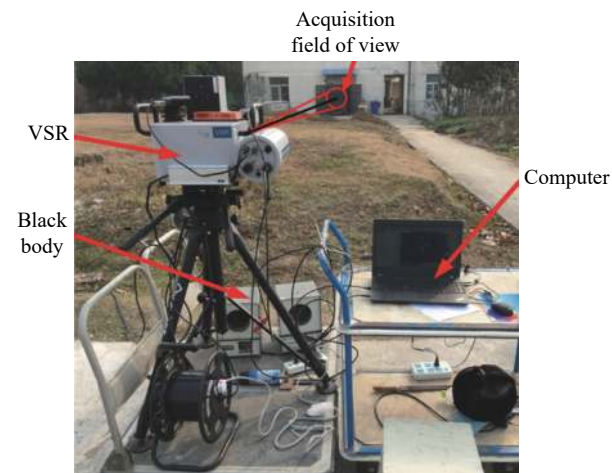 Acquisition
field of view
VSR
Computer
Black
body